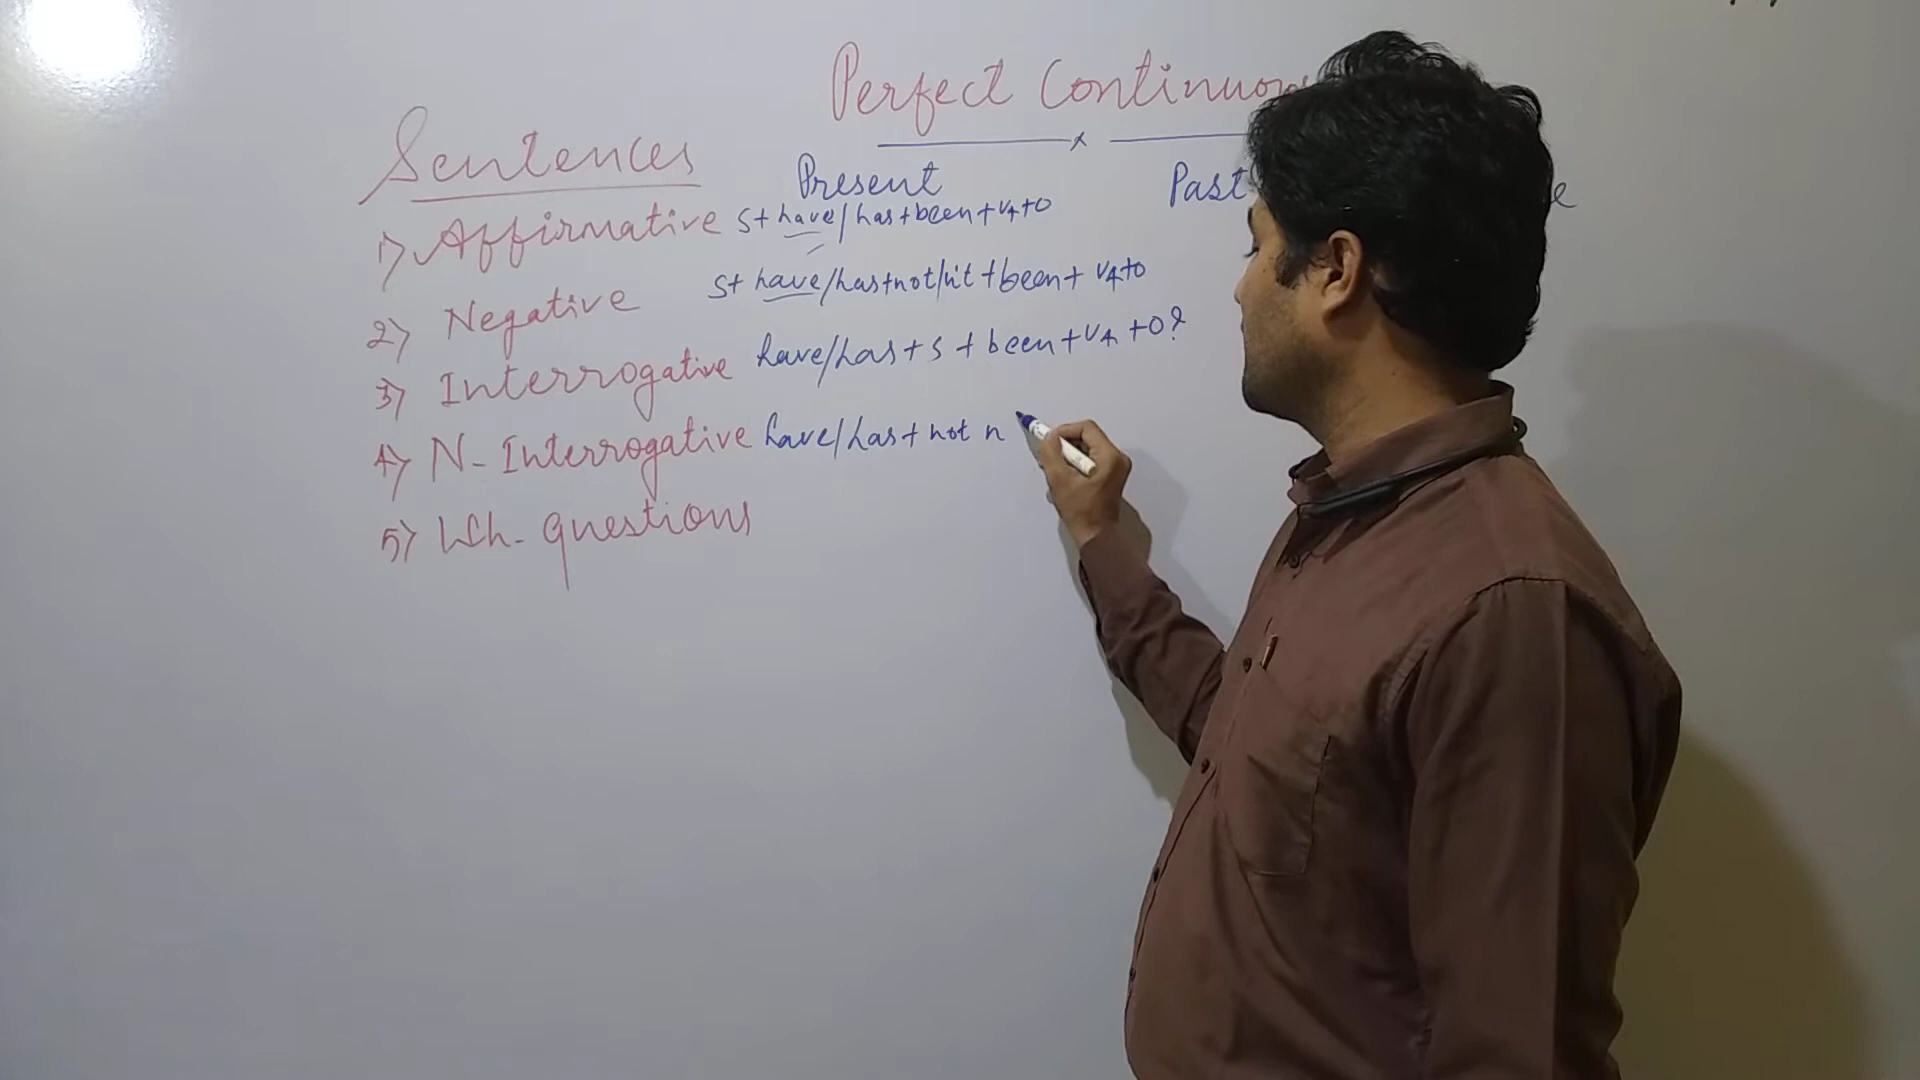 Perfect Continuous
Sentences
Present Past
1) Affirmative S+ have/has+been+V4+O
2) Negative S+ have/has+not/n't+been+ V4+O
3) Interrogative have/has+S+been+V4+O?
4) N-Interrogative have/has+ not n
5) Wh-questions